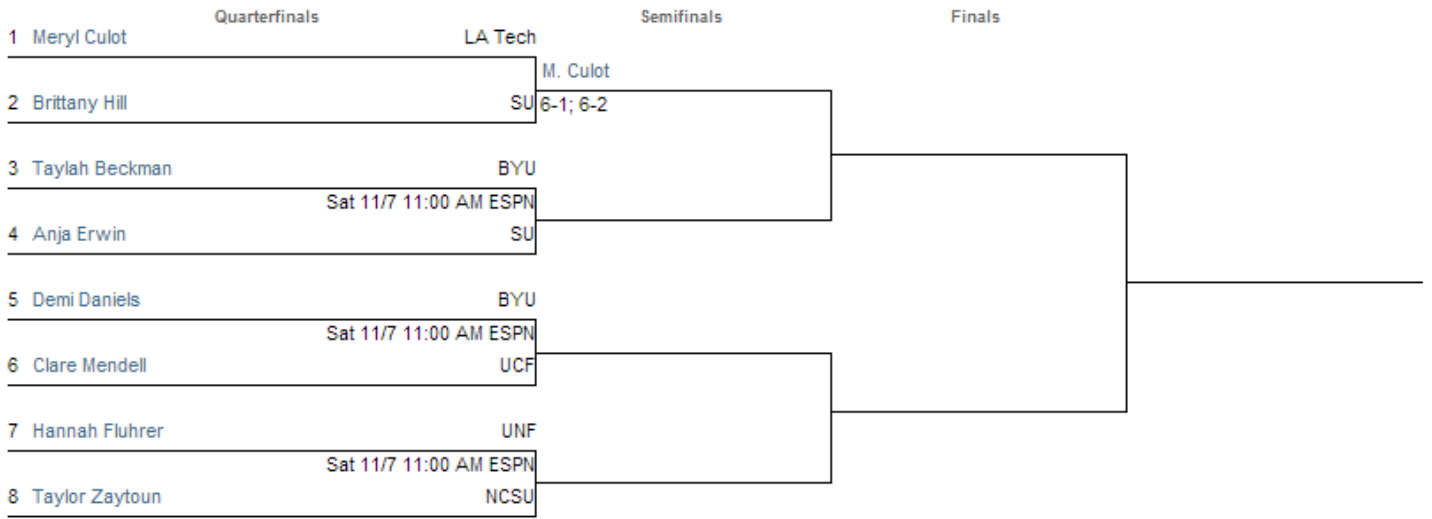 Quarterfinals Semifinals Finals
1 Meryl Culot LA Tech
M. Culot
2 Brittany Hill SU 6-1; 6-2
3 Taylah Beckman BYU
Sat 11/7 11:00 AM ESPN
4 Anja Erwin SU
5 Demi Daniels BYU
Sat 11/7 11:00 AM ESPN
6 Clare Mendell UCF
7 Hannah Fluhrer UNF
Sat 11/7 11:00 AM ESPN
8 Taylor Zaytoun NCSU